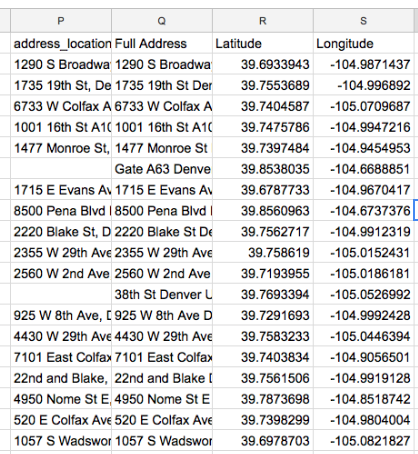 P Q R S
address_location Full Address Latitude Longitude
1290 S Broadwa 1290 S Broadwa 39.6933943 -104.9871437
1735 19th St, De 1735 19th St Der 39.7553689 -104.996892
6733 W Colfax A 6733 W Colfax A 39.7404587 -105.0709687
1001 16th St A10 1001 16th St A10 39.7475786 -104.9947216
1477 Monroe St, 1477 Monroe St 39.7397484 -104.9454953
Gate A63 Denve 39.8538035 -104.6688851
1715 E Evans Av 1715 E Evans Av 39.6787733 -104.9670417
8500 Pena Blvd 8500 Pena Blvd 39.8560963 -104.6737376
2220 Blake St, D 2220 Blake St De 39.7562717 -104.9912319
2355 W 29th Ave 2355 W 29th Ave 39.758619 -105.0152431
2560 W 2nd Ave 2560 W 2nd Ave 39.7193955 -105.0186181
38th St Denver U 39.7693394 -105.0526992
925 W 8th Ave, D 925 W 8th Ave D 39.7291693 -104.9992428
4430 W 29th Ave 4430 W 29th Ave 39.7583233 -105.0446394
7101 East Colfax 7101 East Colfax 39.7403834 -104.9056501
22nd and Blake, 22nd and Blake D 39.7561506 -104.9919128
4950 Nome St E, 4950 Nome St E 39.7873698 -104.8518742
520 E Colfax Ave 520 E Colfax Ave 39.7398299 -104.9804004
1057 S Wadswor 1057 S Wadswor 39.6978703 -105.0821827